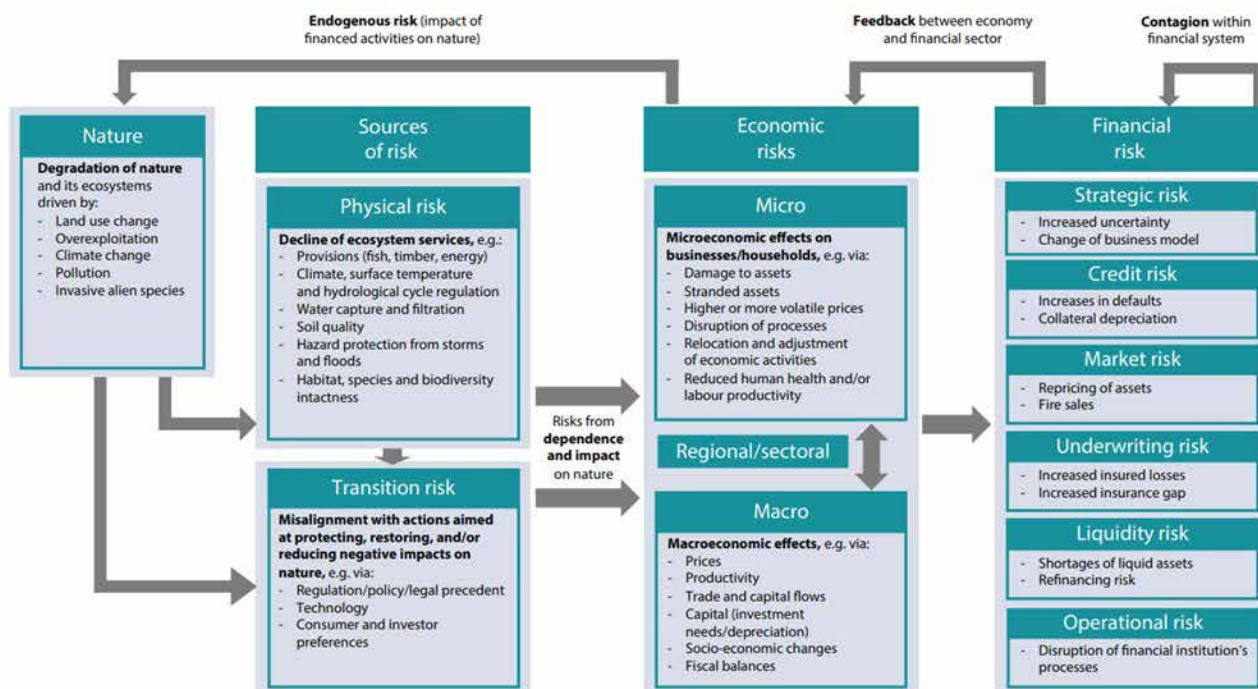 Endogenous risk (impact of
financed activities on nature)
Feedback between economy
and financial sector
Contagion within
financial system
Nature
Degradation of nature
and its ecosystems
driven by:
- Land use change
- Overexploitation
- Climate change
- Pollution
- Invasive alien species
Sources
of risk
Physical risk
Decline of ecosystem services, e.g.:
- Provisions (fish, timber, energy)
- Climate, surface temperature
and hydrological cycle regulation
- Water capture and filtration
- Soil quality
- Hazard protection from storms
and floods
- Habitat, species and biodiversity
intactness
Transition risk
Misalignment with actions aimed
at protecting, restoring, and/or
reducing negative impacts on
nature, e.g. via:
- Regulation/policy/legal precedent
- Technology
- Consumer and investor
preferences
Risks from
dependence
and impact
on nature
Economic
risks
Micro
Microeconomic effects on
businesses/households, e.g. via:
- Damage to assets
- Stranded assets
- Higher or more volatile prices
- Disruption of processes
- Relocation and adjustment
of economic activities
- Reduced human health and/or
labour productivity
Regional/sectoral
Macro
Macroeconomic effects, e.g. via:
- Prices
- Productivity
- Trade and capital flows
- Capital (investment
needs/depreciation)
- Socio-economic changes
- Fiscal balances
Financial
risk
Strategic risk
- Increased uncertainty
- Change of business model
Credit risk
- Increases in defaults
- Collateral depreciation
Market risk
- Repricing of assets
- Fire sales
Underwriting risk
- Increased insured losses
- Increased insurance gap
Liquidity risk
- Shortages of liquid assets
- Refinancing risk
Operational risk
- Disruption of financial institution's
processes